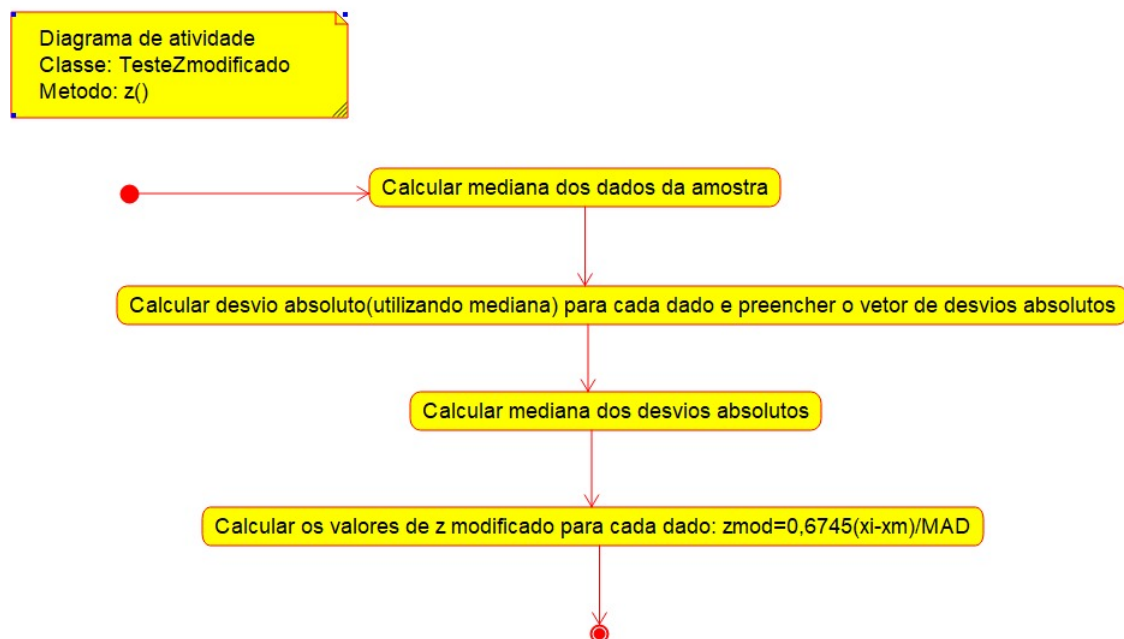 Diagrama de atividade
Classe: TesteZmodificado
Metodo: z()
Calcular mediana dos dados da amostra
Calcular desvio absoluto(utilizando mediana) para cada dado e preencher o vetor de desvios absolutos
Calcular mediana dos desvios absolutos
Calcular os valores de z modificado para cada dado: zmod=0,6745(xi-xm)/MAD